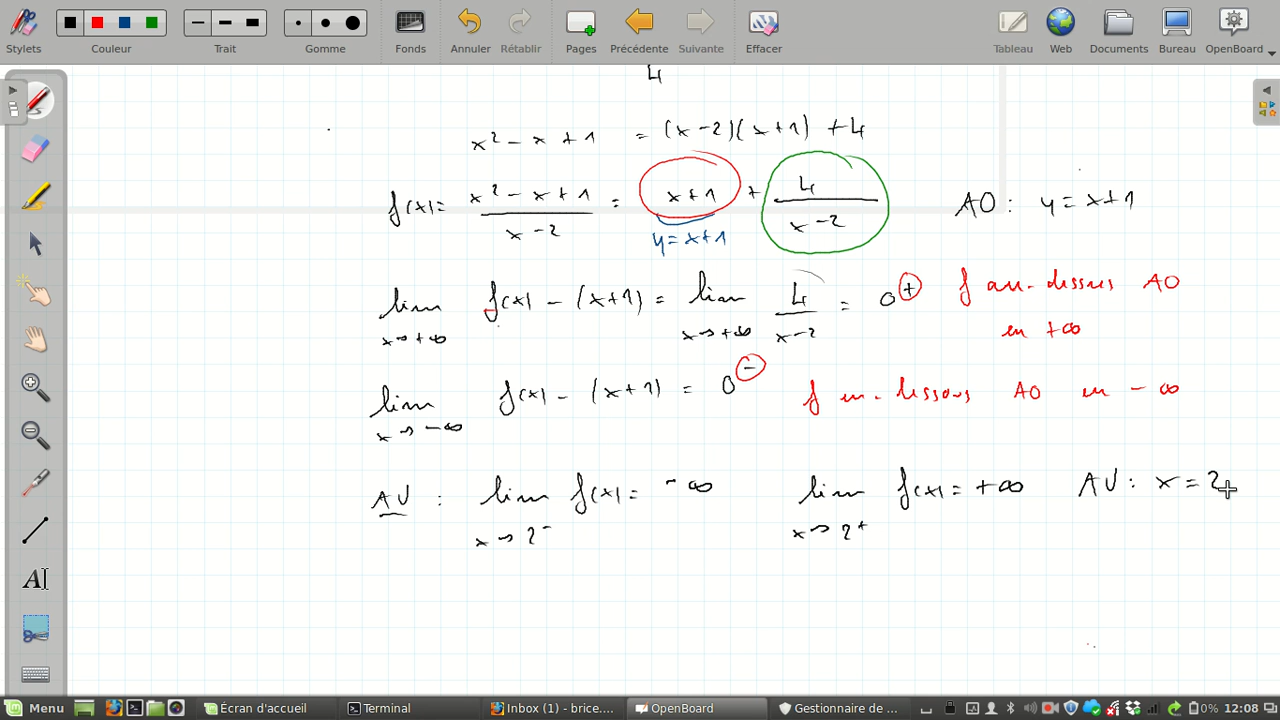 Stylets Couleur Trait Gomme Fonds Annuler Rétablir Pages Précédente Suivante Effacer Tableau Web Documents Bureau OpenBoard
4
x² - x + 1 = (x-2)(x+1) + 4
f(x) = (x² - x + 1)/(x-2) = x+1 + 4/(x-2) AO : y = x+1
y = x+1
lim x→+∞ f(x) - (x+1) = lim x→+∞ 4/(x-2) = 0⁺ f au-dessus AO
en +∞
lim x→-∞ f(x) - (x+1) = 0⁻ f en-dessous AO en -∞
AV : lim x→2⁻ f(x) = -∞ lim x→2⁺ f(x) = +∞ AV : x = 2
AI
Menu Écran d'accueil Terminal Inbox (1) – brice.... OpenBoard Gestionnaire de ... 0% 12:08